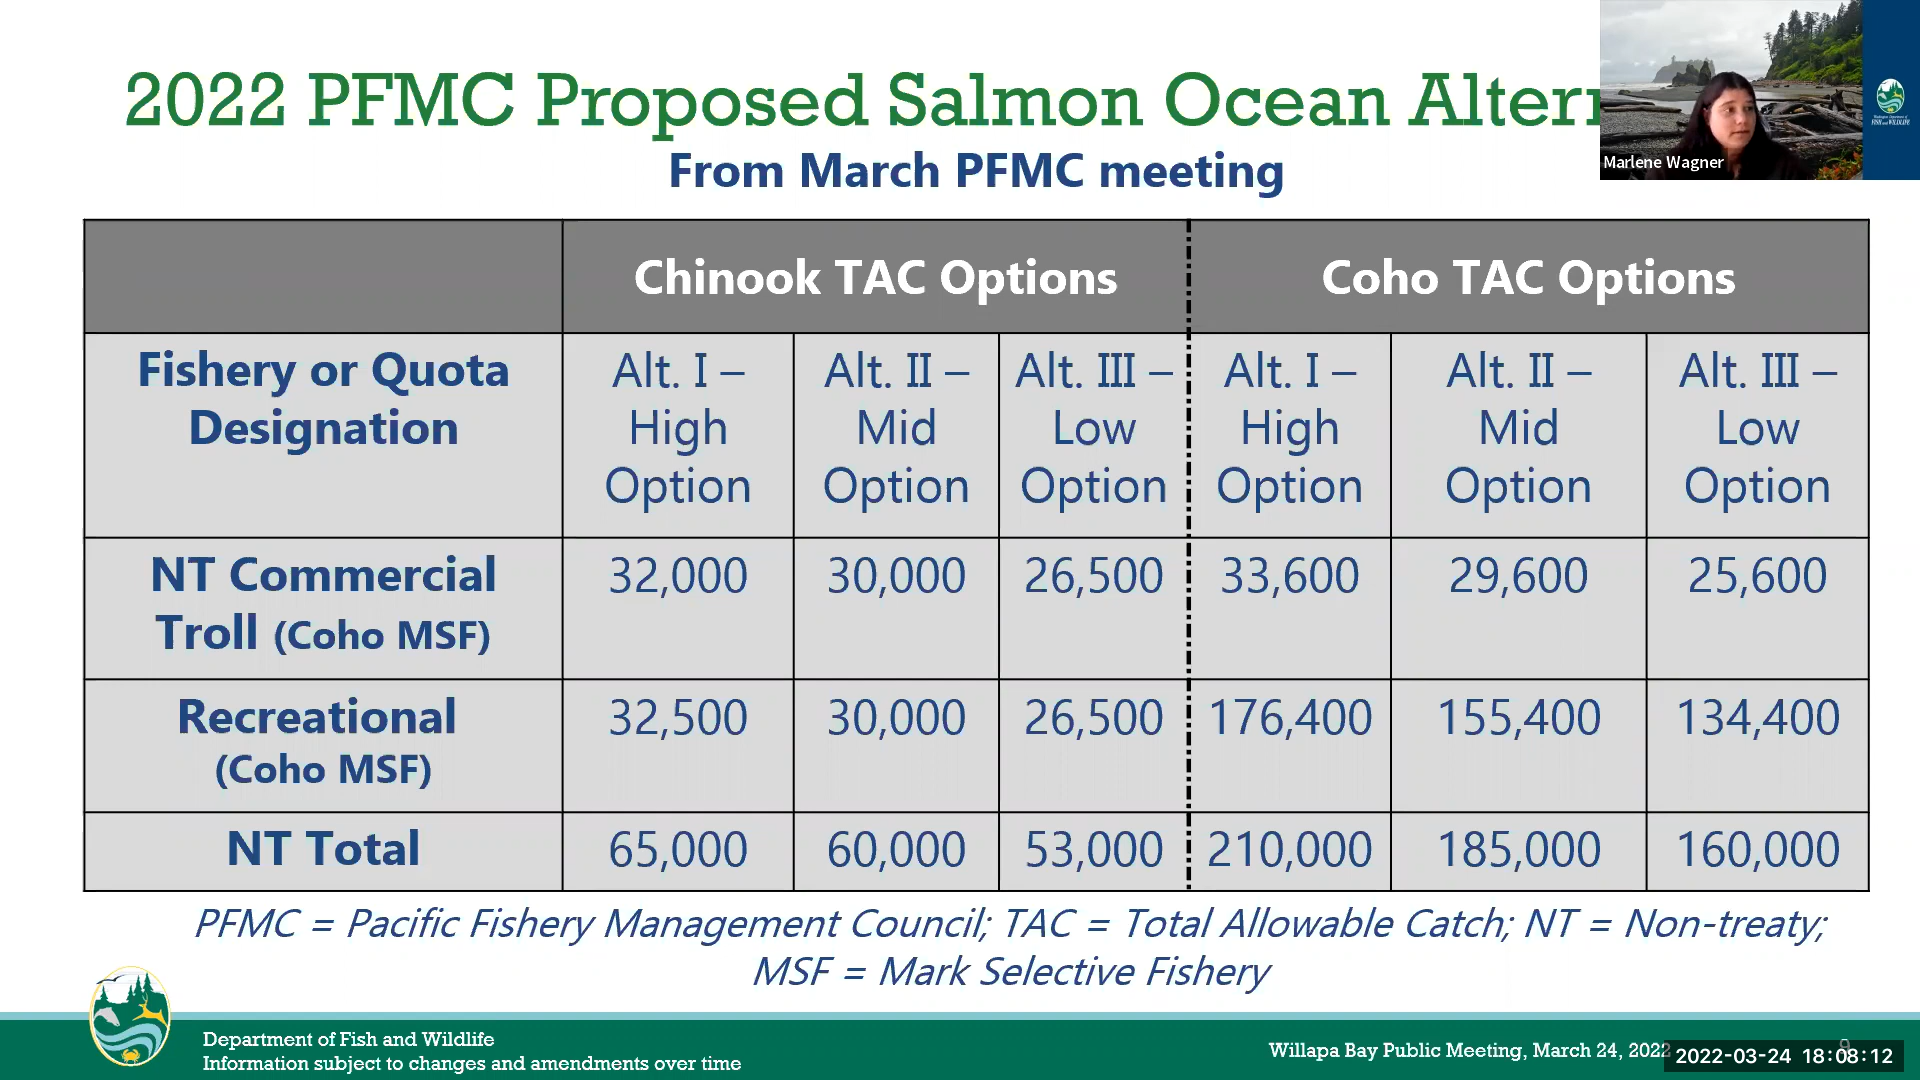 2022 PFMC Proposed Salmon Ocean Altern
From March PFMC meeting
Marlene Wagner
Chinook TAC Options
Coho TAC Options
Fishery or Quota
Designation
Alt. I –
High
Option
Alt. II –
Mid
Option
Alt. III –
Low
Option
Alt. I –
High
Option
Alt. II –
Mid
Option
Alt. III –
Low
Option
NT Commercial
Troll (Coho MSF)
32,000
30,000
26,500
33,600
29,600
25,600
Recreational
(Coho MSF)
32,500
30,000
26,500
176,400
155,400
134,400
NT Total
65,000
60,000
53,000
210,000
185,000
160,000
PFMC = Pacific Fishery Management Council; TAC = Total Allowable Catch; NT = Non-treaty;
MSF = Mark Selective Fishery
Department of Fish and Wildlife
Information subject to changes and amendments over time
Willapa Bay Public Meeting, March 24, 2022
9
2022-03-24 18:08:12